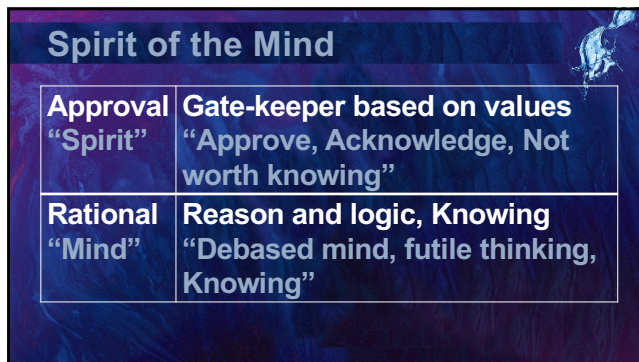 Spirit of the Mind
Approval Gate-keeper based on values
“Spirit” “Approve, Acknowledge, Not
worth knowing”
Rational Reason and logic, Knowing
“Mind” “Debased mind, futile thinking,
Knowing”